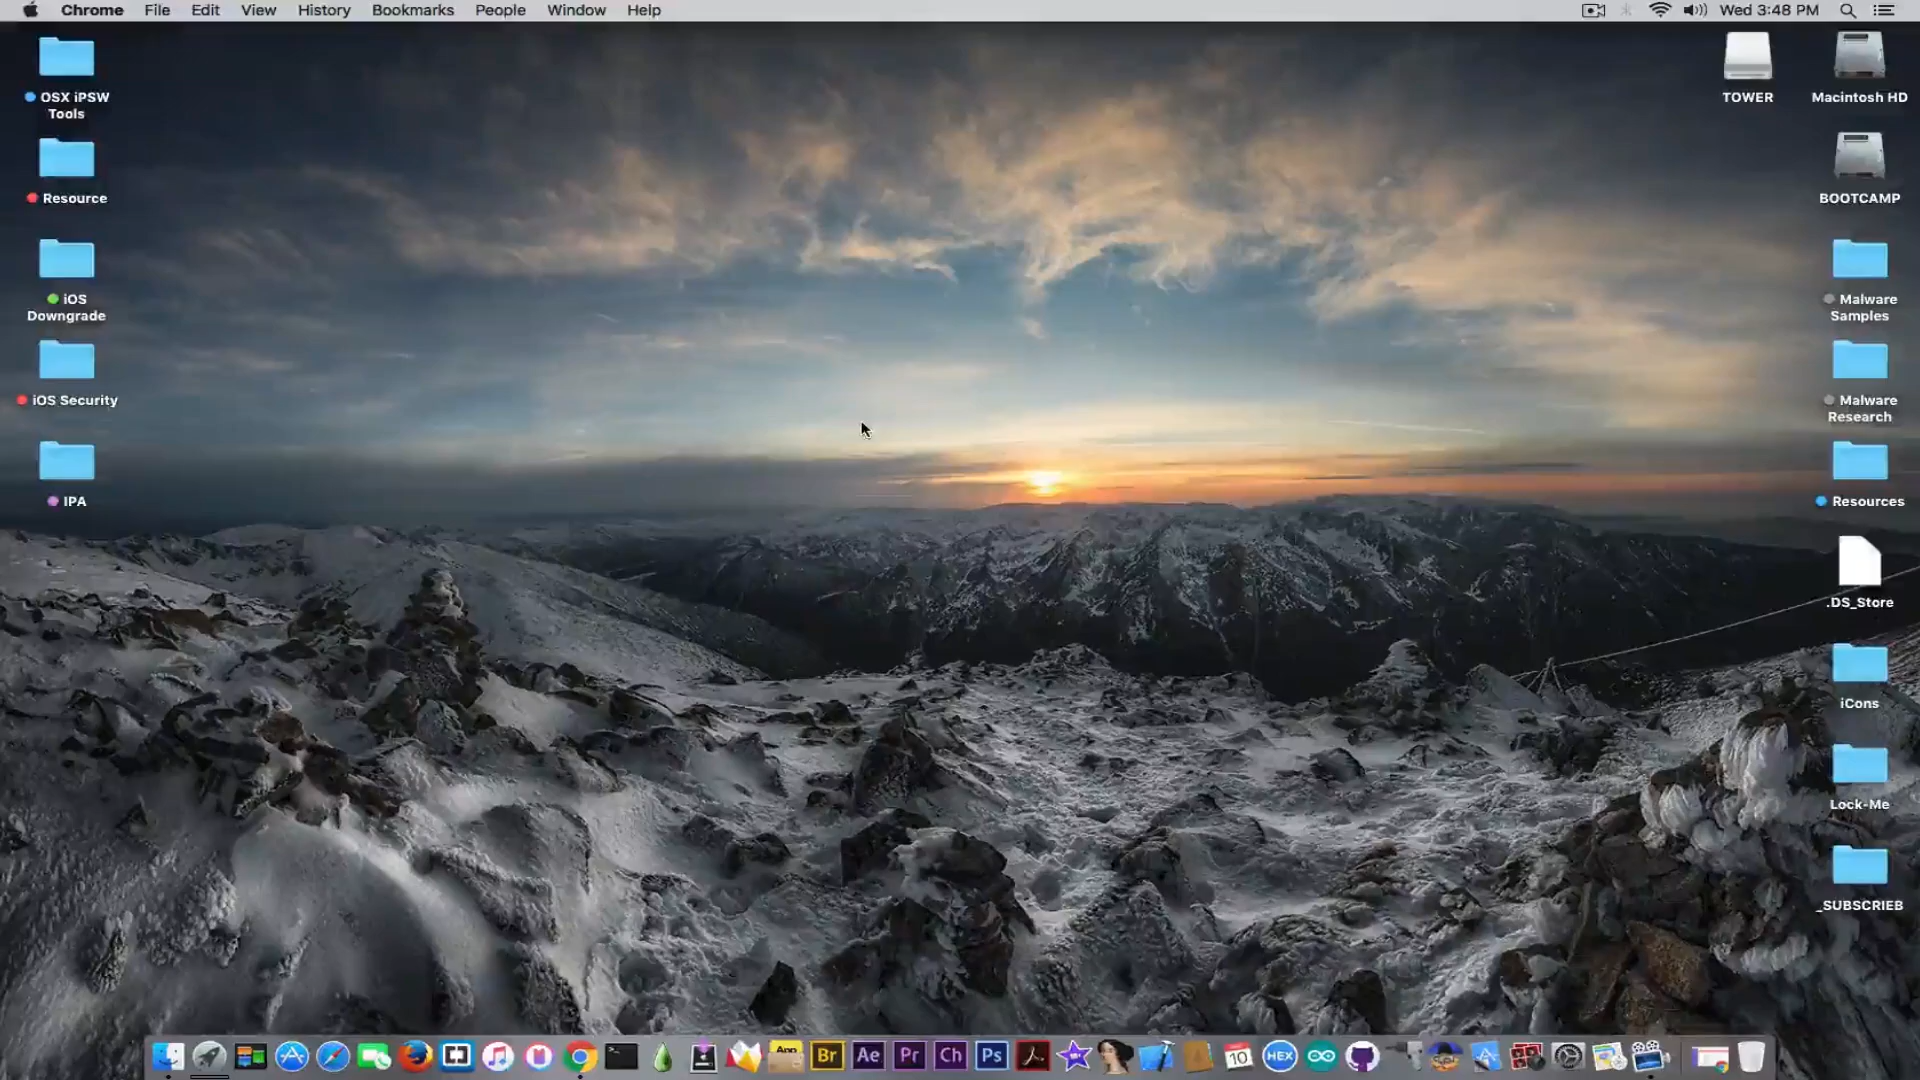 Chrome File Edit View History Bookmarks People Window Help Wed 3:48 PM
OSX iPSW
Tools
Resource
iOS
Downgrade
iOS Security
IPA
TOWER
Macintosh HD
BOOTCAMP
Malware
Samples
Malware
Research
Resources
.DS_Store
iCons
Lock-Me
_SUBSCRIEB
Br Ae Pr Ch Ps 10 HEX